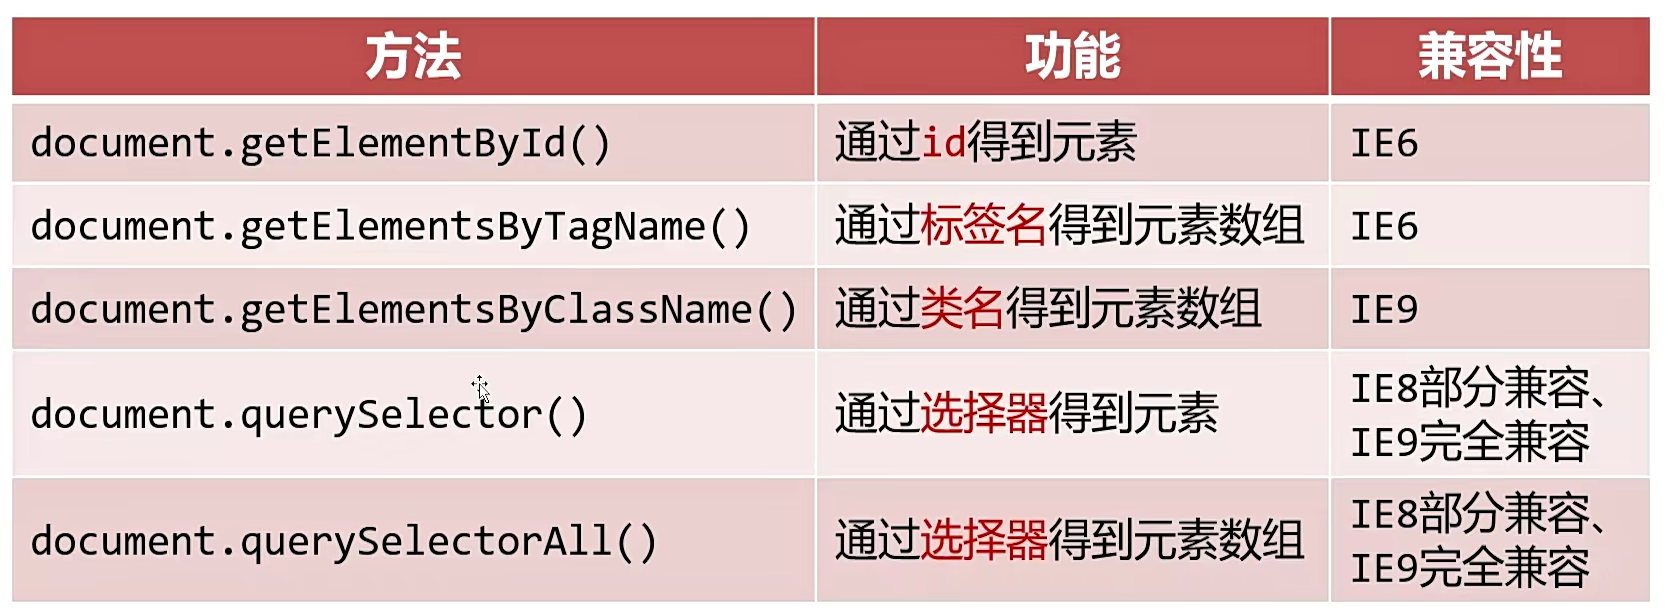 方法 功能 兼容性
document.getElementById() 通过id得到元素 IE6
document.getElementsByTagName() 通过标签名得到元素数组 IE6
document.getElementsByClassName() 通过类名得到元素数组 IE9
document.querySelector() 通过选择器得到元素 IE8部分兼容、
IE9完全兼容
document.querySelectorAll() 通过选择器得到元素数组 IE8部分兼容、
IE9完全兼容